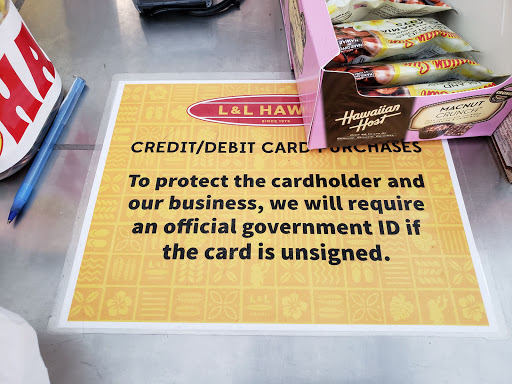 L&L HAW
SINCE 1976
CREDIT/DEBIT CARD PURCHASES
To protect the cardholder and
our business, we will require
an official government ID if
the card is unsigned.
Hawaiian
Host
MACNUT
CRUNCH